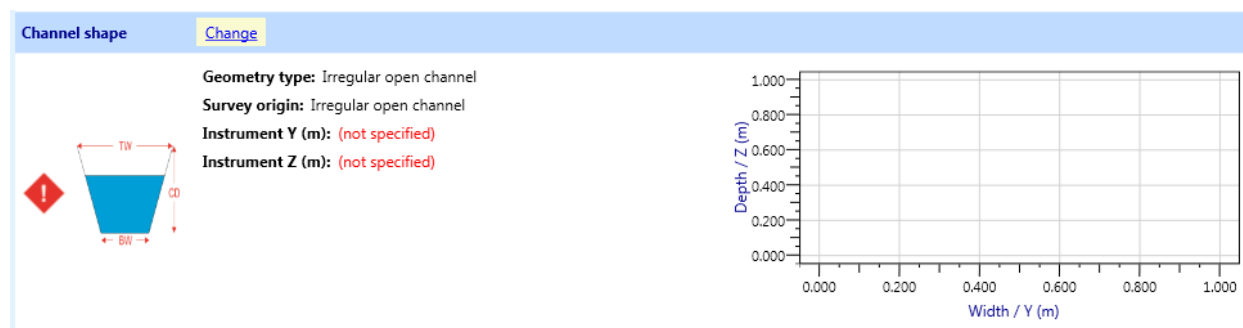 Channel shape Change
Geometry type: Irregular open channel
Survey origin: Irregular open channel
Instrument Y (m): (not specified)
Instrument Z (m): (not specified)
TW
CD
BW
!
Depth / Z (m)
1.000
0.800
0.600
0.400
0.200
0.000
0.000 0.200 0.400 0.600 0.800 1.000
Width / Y (m)